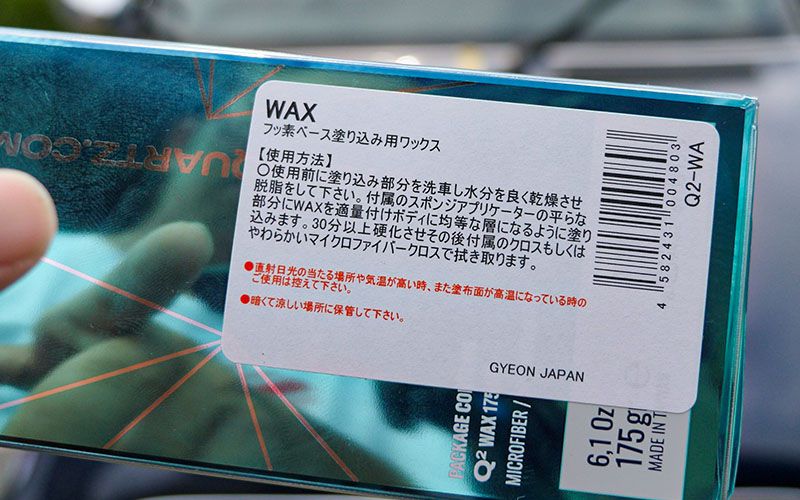 WAX
フッ素ベース塗り込み用ワックス
【使用方法】
〇使用前に塗り込み部分を洗車し水分を良く乾燥させ
脱脂をして下さい。付属のスポンジアプリケーターの平らな
部分にWAXを適量付けボディに均等な層になるように塗り
込みます。30分以上硬化させその後付属のクロスもしくは
やわらかいマイクロファイバークロスで拭き取ります。
●直射日光の当たる場所や気温が高い時、また塗布面が高温になっている時の
ご使用は控えて下さい。
●暗くて涼しい場所に保管して下さい。
GYEON JAPAN
4 582431 004803
Q2-WA
QUARTZ.COM
PACKAGE CO
Q² WAX 175
MICROFIBER /
6,1 Oz
175 g
MADE IN T